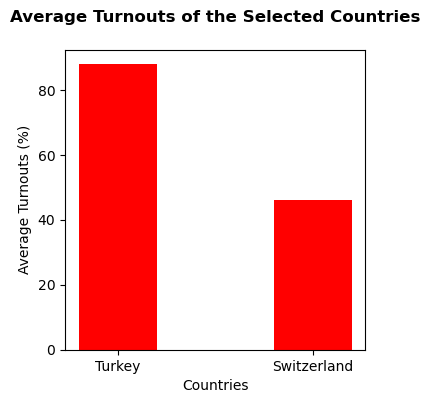 Average Turnouts of the Selected Countries
Average Turnouts (%)
80
60
40
20
0
Turkey
Switzerland
Countries